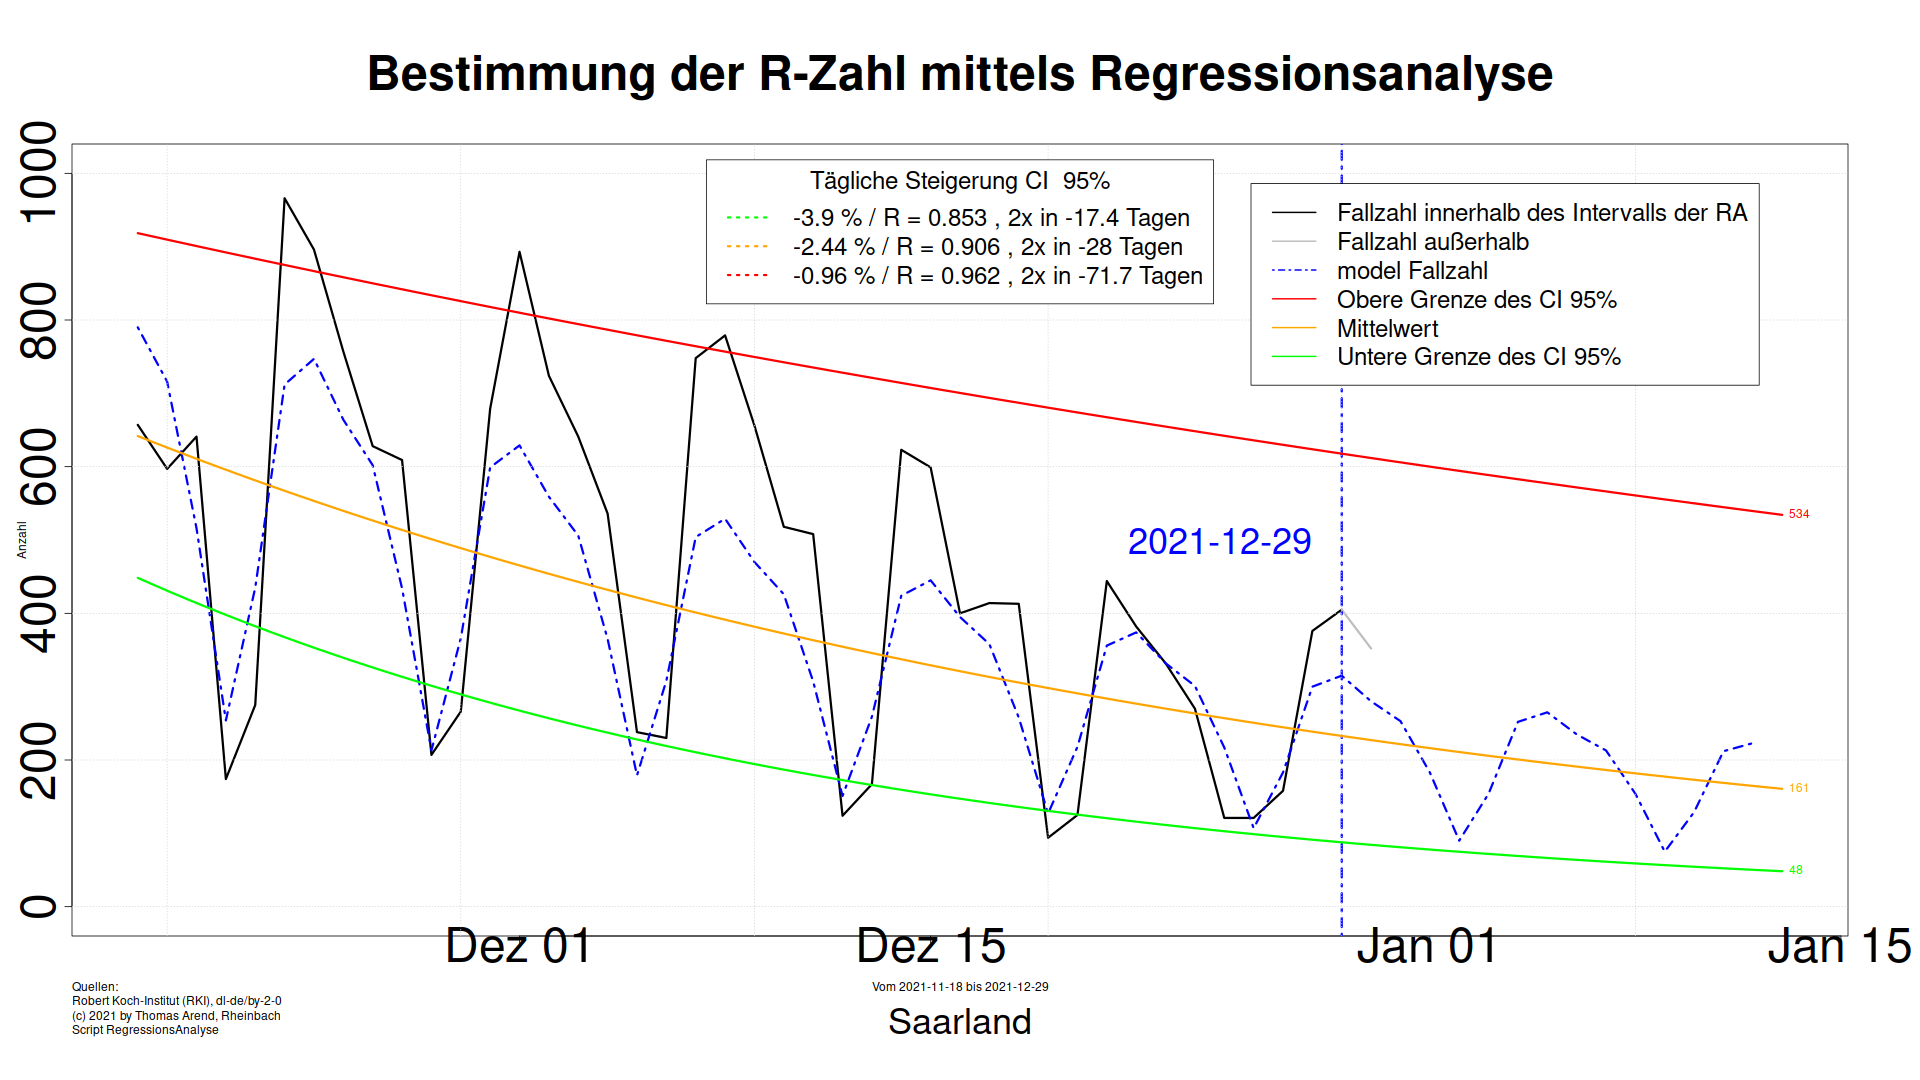 Bestimmung der R-Zahl mittels Regressionsanalyse
Anzahl
1000
800
600
400
200
0
Tägliche Steigerung CI  95%
-3.9 % / R = 0.853 , 2x in -17.4 Tagen
-2.44 % / R = 0.906 , 2x in -28 Tagen
-0.96 % / R = 0.962 , 2x in -71.7 Tagen
Fallzahl innerhalb des Intervalls der RA
Fallzahl außerhalb
model Fallzahl
Obere Grenze des CI 95%
Mittelwert
Untere Grenze des CI 95%
2021-12-29
534
161
48
Dez 01
Dez 15
Jan 01
Jan 15
Quellen:
Robert Koch-Institut (RKI), dl-de/by-2-0
(c) 2021 by Thomas Arend, Rheinbach
Script RegressionsAnalyse
Vom 2021-11-18 bis 2021-12-29
Saarland